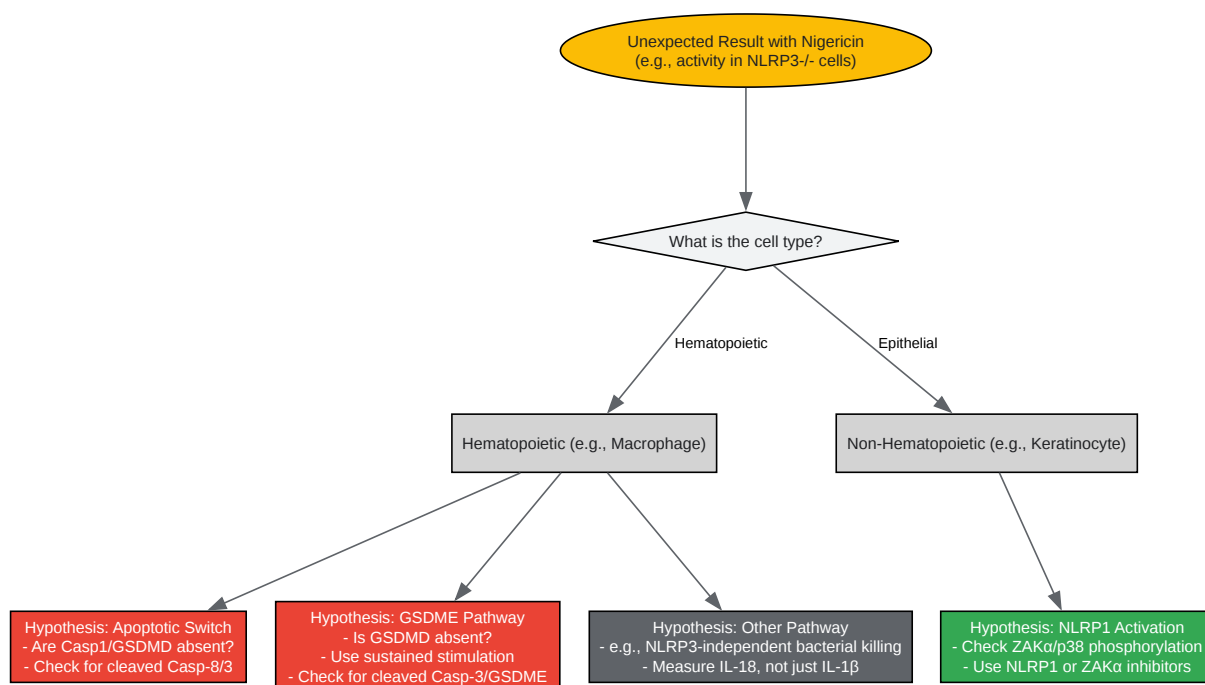 Unexpected Result with Nigericin
(e.g., activity in NLRP3-/- cells)
What is the cell type?
Hematopoietic
Epithelial
Hematopoietic (e.g., Macrophage)
Non-Hematopoietic (e.g., Keratinocyte)
Hypothesis: Apoptotic Switch
- Are Casp1/GSDMD absent?
- Check for cleaved Casp-8/3
Hypothesis: GSDME Pathway
- Is GSDMD absent?
- Use sustained stimulation
- Check for cleaved Casp-3/GSDME
Hypothesis: Other Pathway
- e.g., NLRP3-independent bacterial killing
- Measure IL-18, not just IL-1β
Hypothesis: NLRP1 Activation
- Check ZAKα/p38 phosphorylation
- Use NLRP1 or ZAKα inhibitors